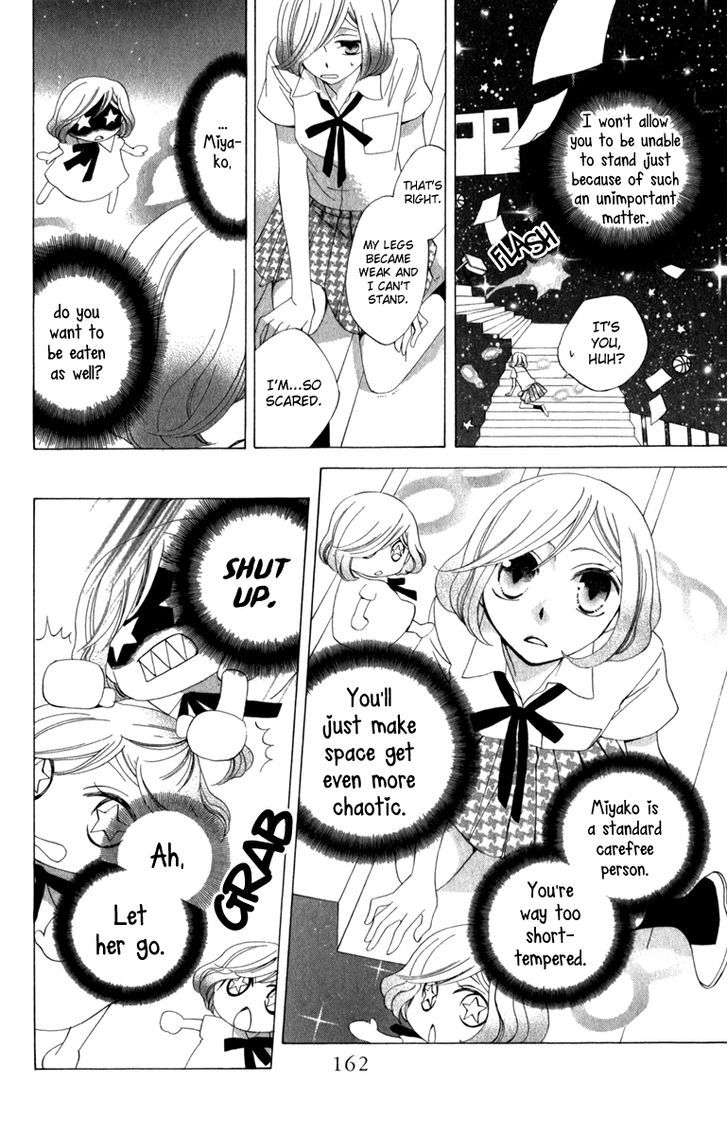 I won't allow
you to be unable
to stand just
because of such
an unimportant
matter.
FLASH
IT'S
YOU,
HUH?
THAT'S
RIGHT.
MY LEGS
BECAME
WEAK AND
I CAN'T
STAND.
I'M...SO
SCARED.
...
Miya-
ko,
do you
want to
be eaten
as well?
Miyako is
a standard
carefree
person.
You'll
just make
space get
even more
chaotic.
You're
way too
short-
tempered.
SHUT
UP.
GRAB
Ah,
Let
her go.
162